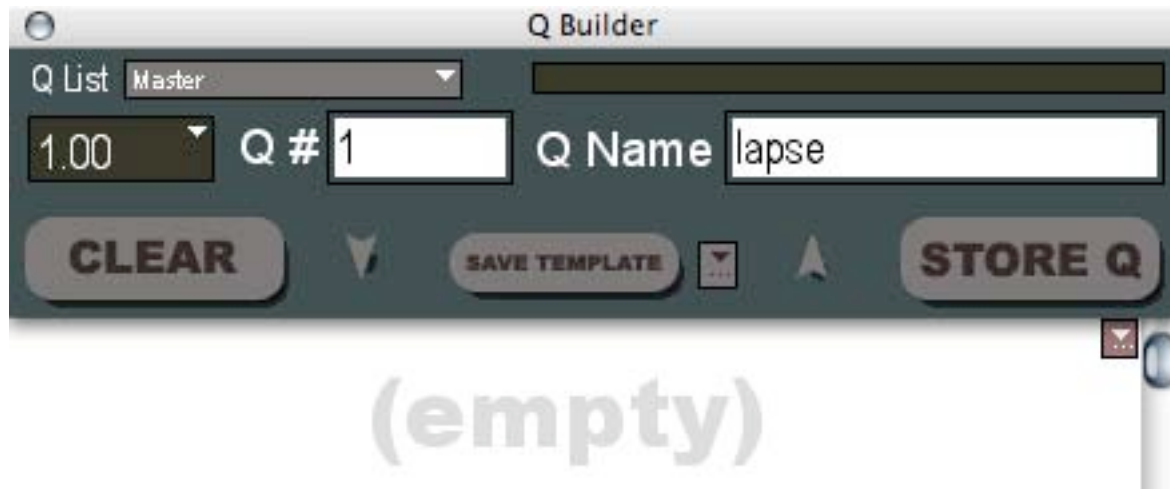 Q Builder
Q List Master
1.00 Q # 1 Q Name lapse
CLEAR SAVE TEMPLATE ... STORE Q
...
(empty)